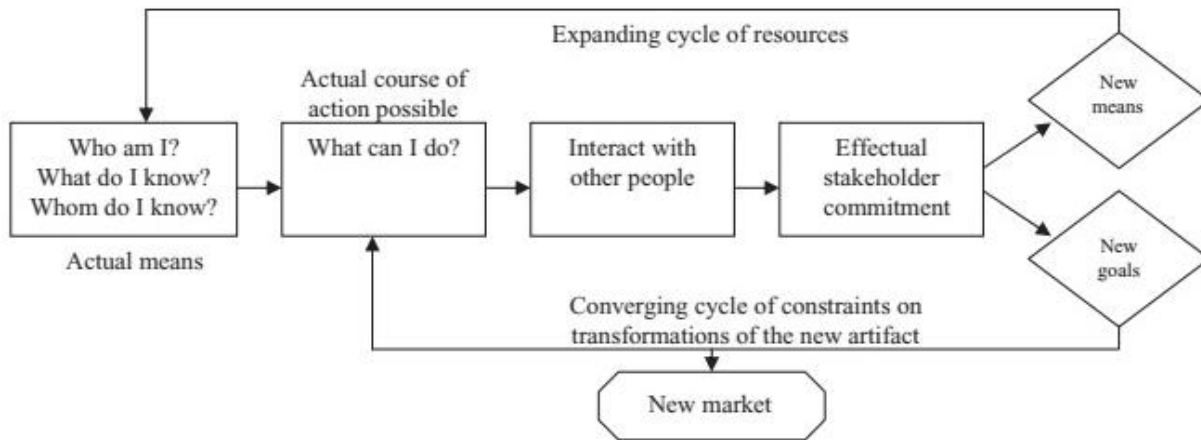 Expanding cycle of resources
New
means
Actual course of
action possible
Who am I?
What do I know?
Whom do I know?
What can I do?
Interact with
other people
Effectual
stakeholder
commitment
Actual means
New
goals
Converging cycle of constraints on
transformations of the new artifact
New market